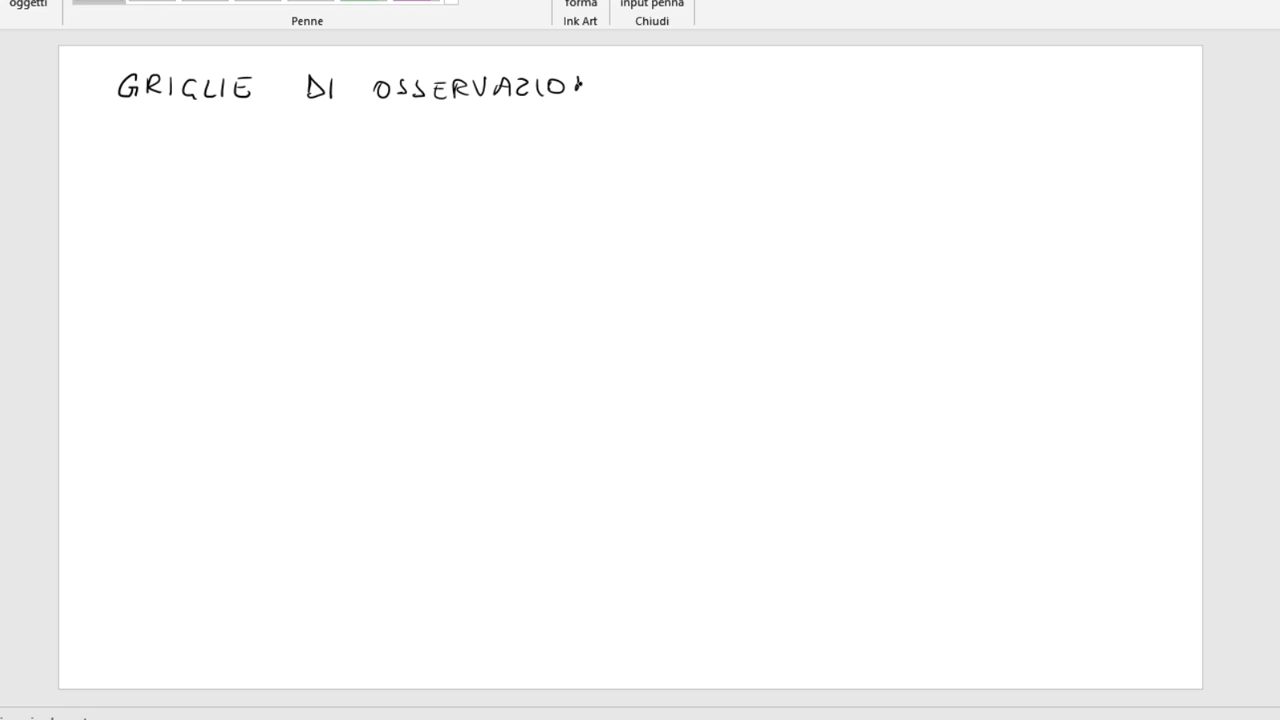 oggetti
Penne
forma
Ink Art
input penna
Chiudi
GRIGLIE DI OSSERVAZIO